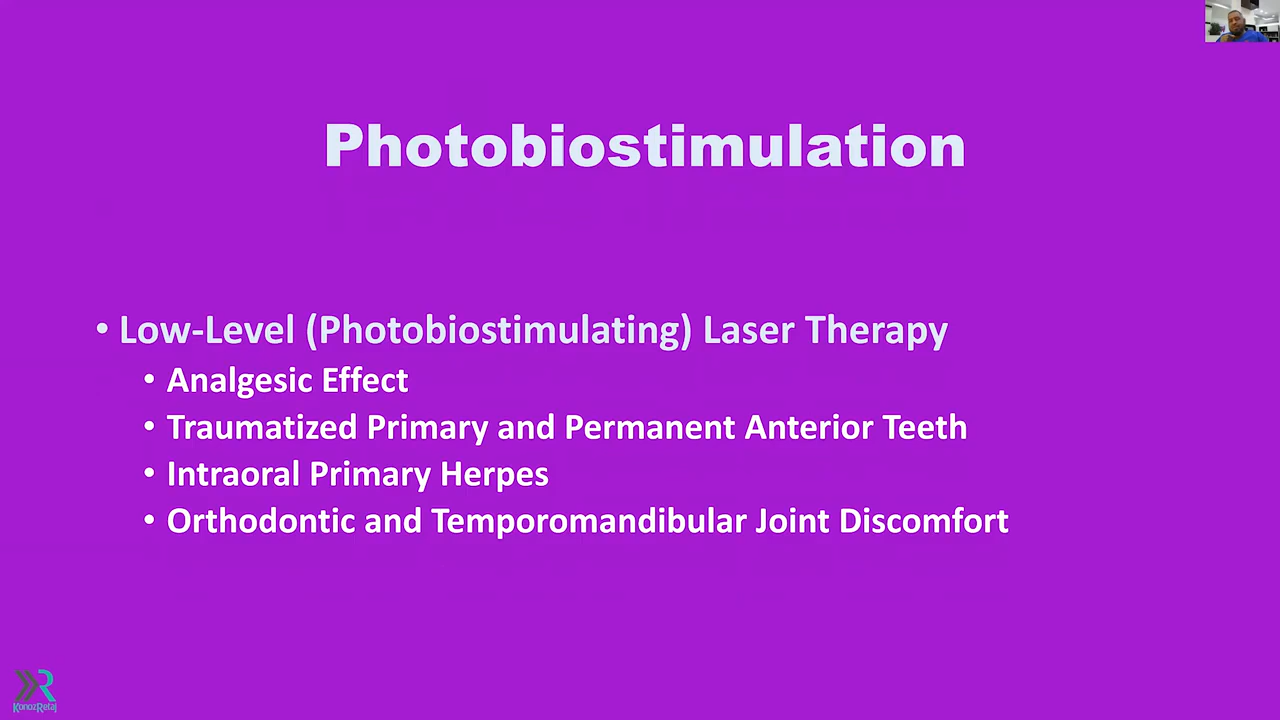 Photobiostimulation
• Low-Level (Photobiostimulating) Laser Therapy
• Analgesic Effect
• Traumatized Primary and Permanent Anterior Teeth
• Intraoral Primary Herpes
• Orthodontic and Temporomandibular Joint Discomfort
KonozRetaj